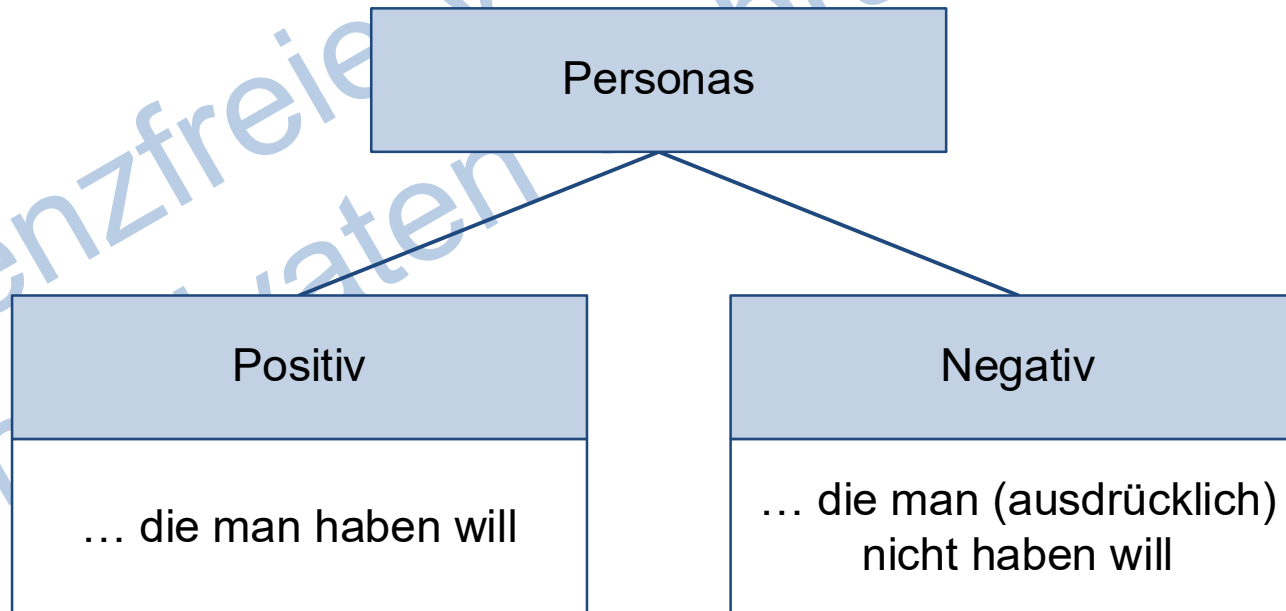 Personas
Positiv
Negativ
… die man haben will
… die man (ausdrücklich)
nicht haben will